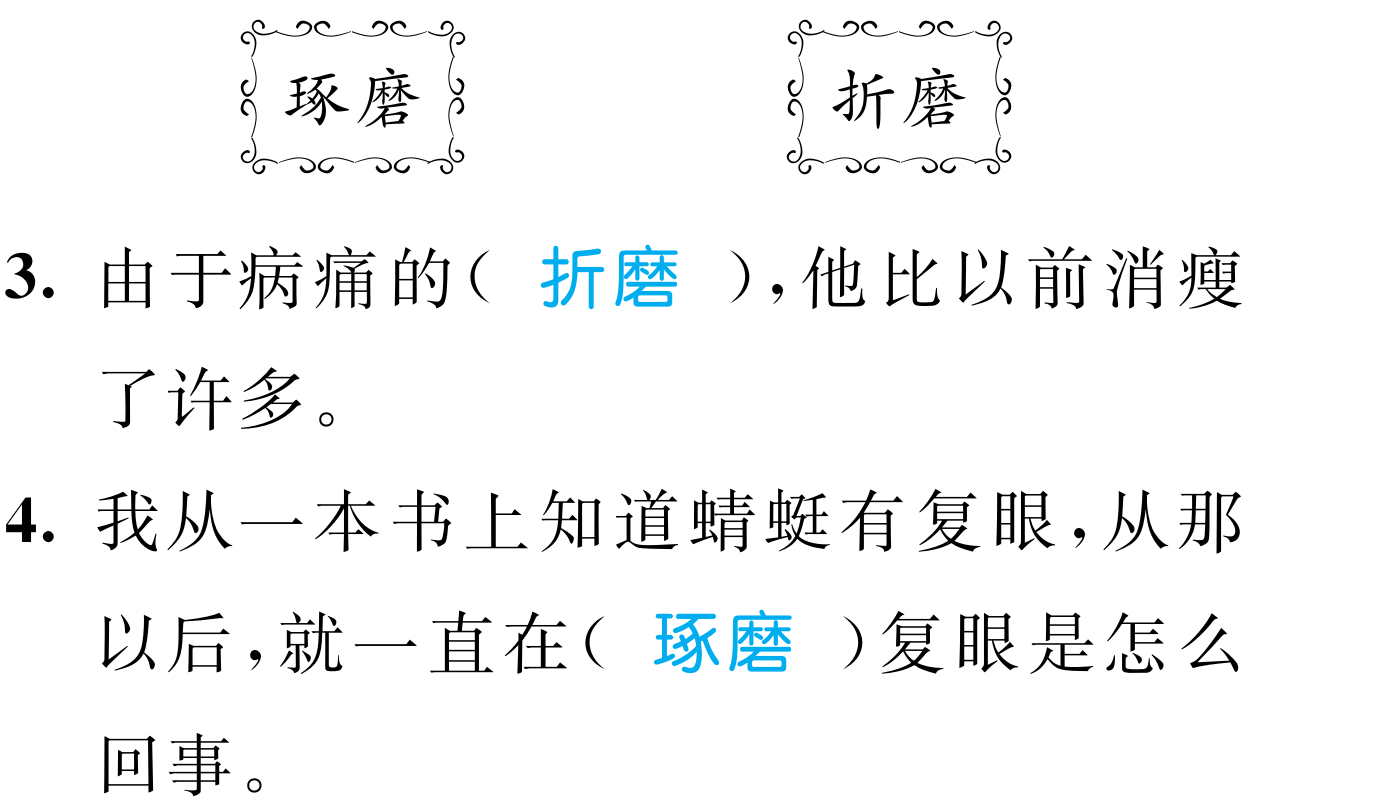 琢磨 折磨
3. 由于病痛的( 折磨 ),他比以前消瘦
了许多。
4. 我从一本书上知道蜻蜓有复眼,从那
以后,就一直在( 琢磨 )复眼是怎么
回事。